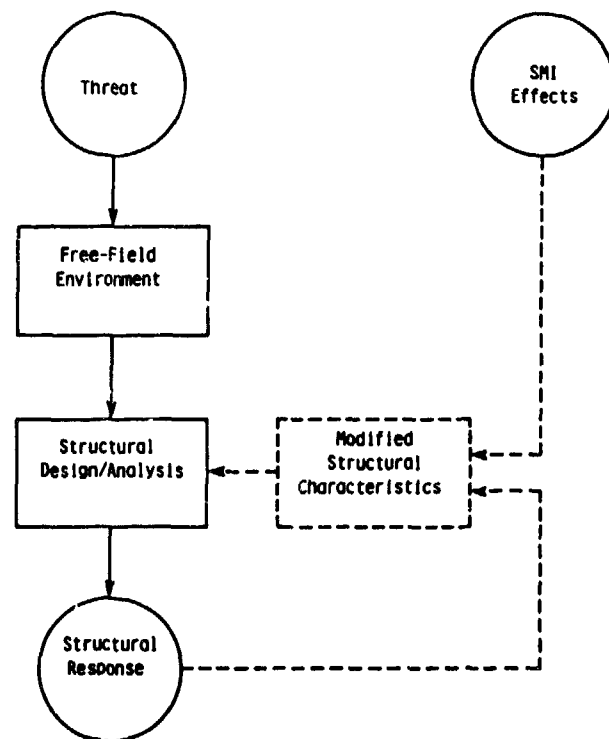 Threat
SMI
Effects
Free-Field
Environment
Structural
Design/Analysis
Modified
Structural
Characteristics
Structural
Response